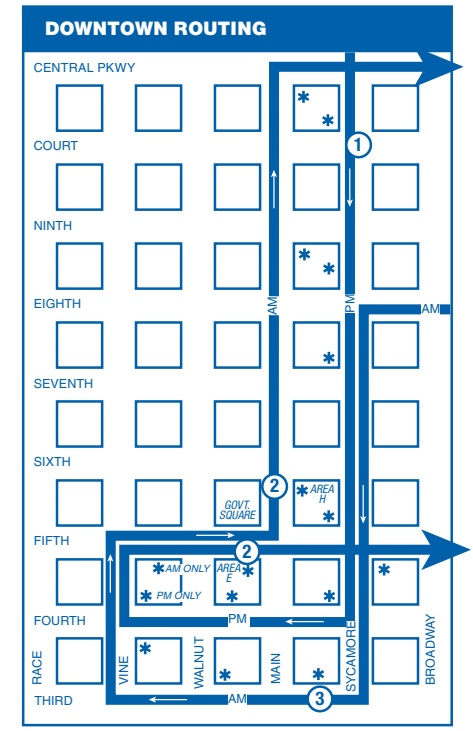 DOWNTOWN ROUTING
CENTRAL PKWY
*
*
COURT
1
NINTH
*
*
EIGHTH
AM
PM
AM
*
SEVENTH
SIXTH
2
GOVT.
SQUARE
* AREA
H
*
FIFTH
2
* AM ONLY
AREA *
E
*
* PM ONLY
*
*
FOURTH
PM
RACE
VINE
WALNUT
MAIN
SYCAMORE
BROADWAY
*
*
*
THIRD
AM
3